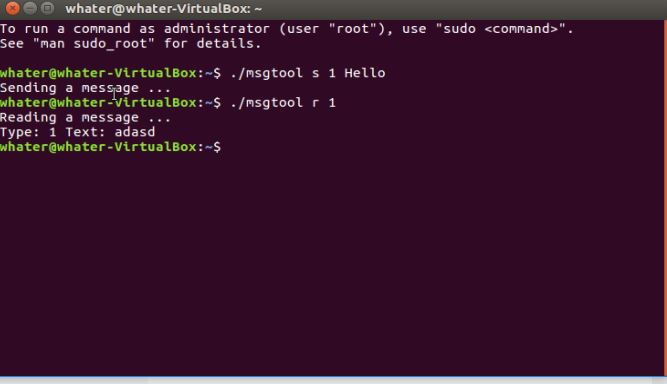 whater@whater-VirtualBox: ~
To run a command as administrator (user "root"), use "sudo <command>".
See "man sudo_root" for details.
whater@whater-VirtualBox:~$ ./msgtool s 1 Hello
Sending a message ...
whater@whater-VirtualBox:~$ ./msgtool r 1
Reading a message ...
Type: 1 Text: adasd
whater@whater-VirtualBox:~$